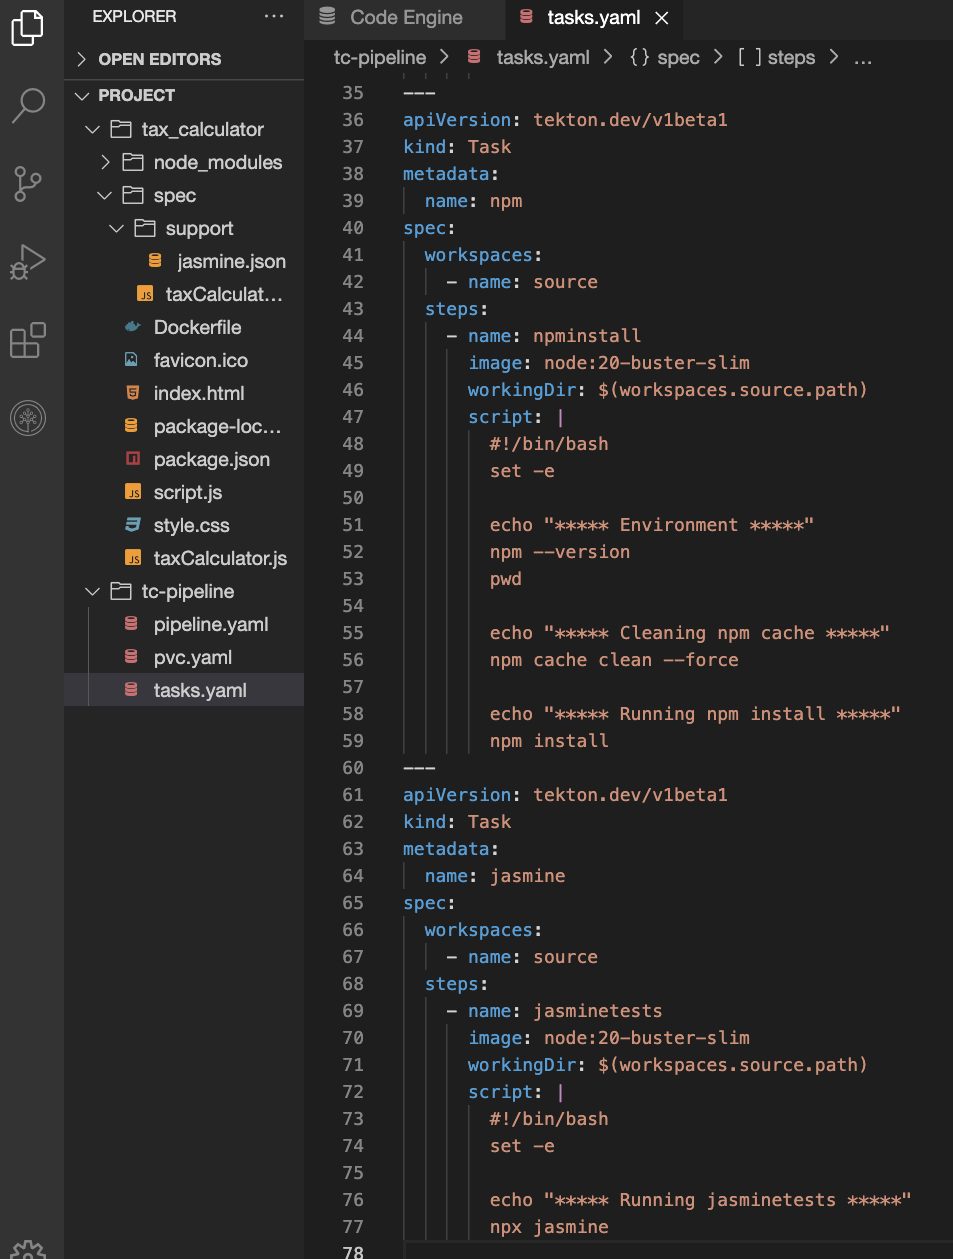 EXPLORER ...
OPEN EDITORS
PROJECT
tax_calculator
node_modules
spec
support
jasmine.json
JS taxCalculat...
Dockerfile
favicon.ico
index.html
package-loc...
package.json
JS script.js
style.css
JS taxCalculator.js
tc-pipeline
pipeline.yaml
pvc.yaml
tasks.yaml
Code Engine
tasks.yaml ×
tc-pipeline > tasks.yaml > {} spec > [ ] steps > ...
35 ---
36 apiVersion: tekton.dev/v1beta1
37 kind: Task
38 metadata:
39   name: npm
40 spec:
41   workspaces:
42     - name: source
43   steps:
44     - name: npminstall
45       image: node:20-buster-slim
46       workingDir: $(workspaces.source.path)
47       script: |
48         #!/bin/bash
49         set -e
50
51         echo "***** Environment *****"
52         npm --version
53         pwd
54
55         echo "***** Cleaning npm cache *****"
56         npm cache clean --force
57
58         echo "***** Running npm install *****"
59         npm install
60 ---
61 apiVersion: tekton.dev/v1beta1
62 kind: Task
63 metadata:
64   name: jasmine
65 spec:
66   workspaces:
67     - name: source
68   steps:
69     - name: jasminetests
70       image: node:20-buster-slim
71       workingDir: $(workspaces.source.path)
72       script: |
73         #!/bin/bash
74         set -e
75
76         echo "***** Running jasminetests *****"
77         npx jasmine
78